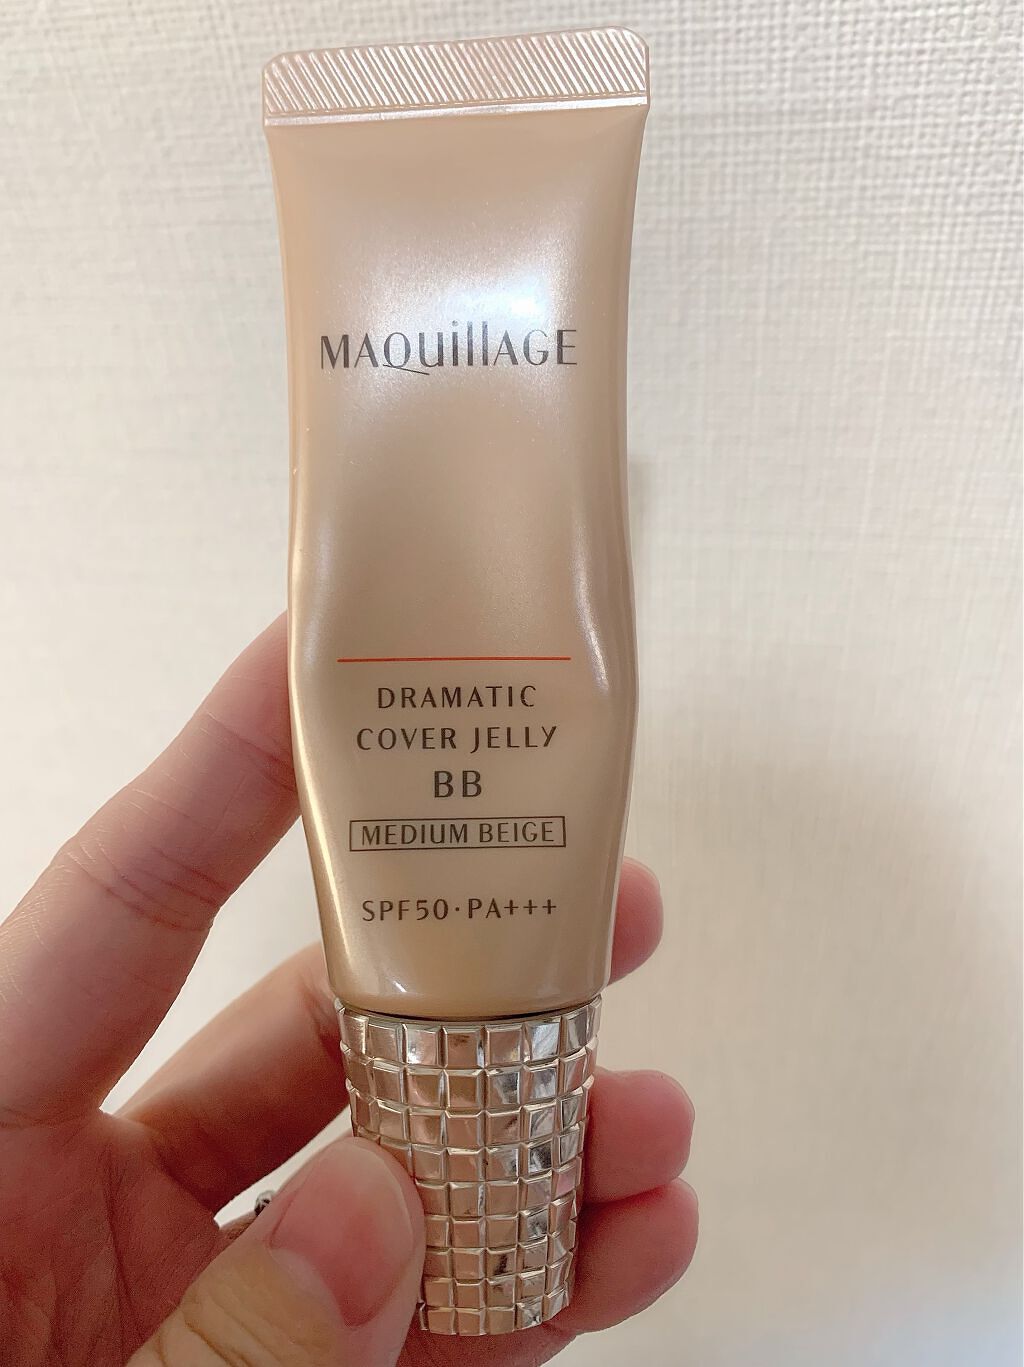 MAQuillAGE
DRAMATIC
COVER JELLY
BB
MEDIUM BEIGE
SPF50·PA+++